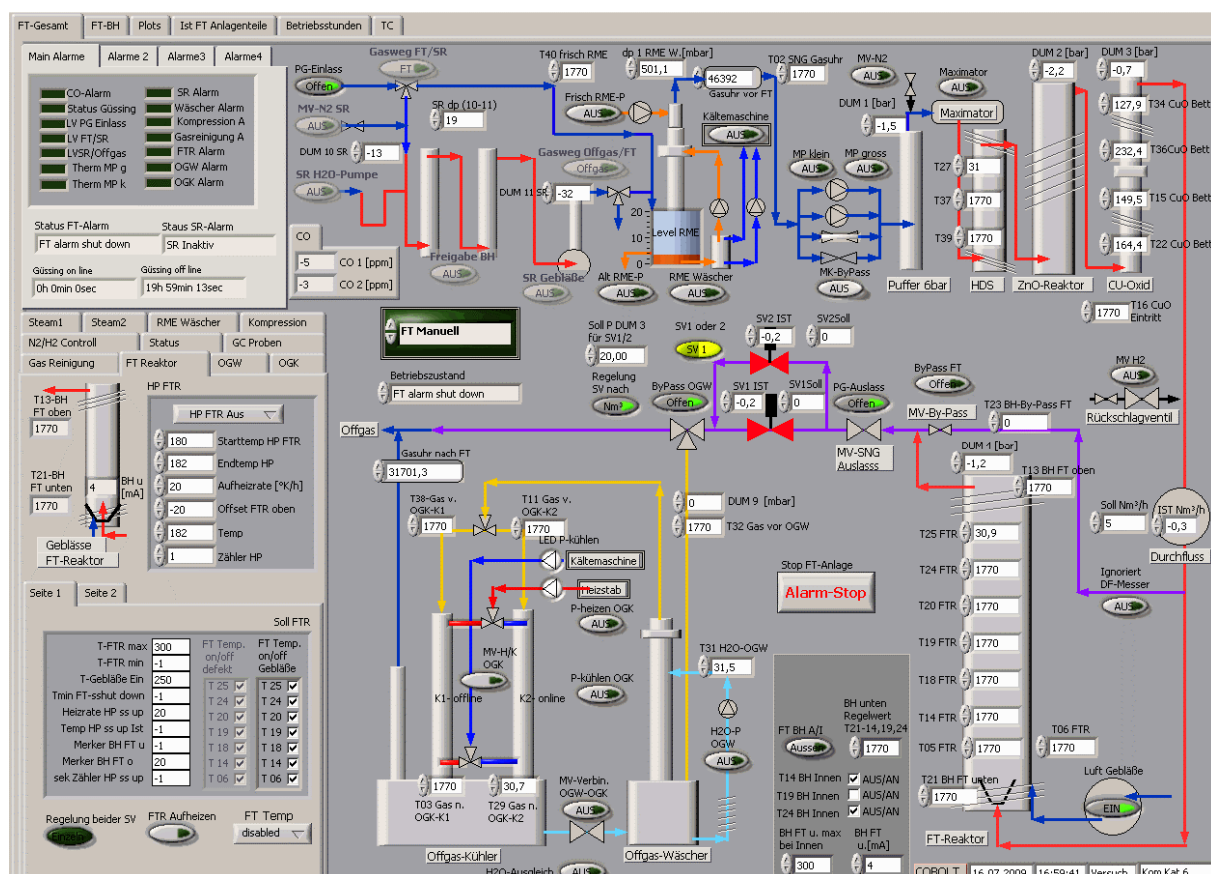 FT-Gesamt FT-BH Plots Ist FT Anlagenteile Betriebsstunden TC
Main Alarme Alarme 2 Alarme3 Alarme4
CO-Alarm SR Alarm
Status Güssing Wäscher Alarm
LV PG Einlass Kompression A
LV FT/SR Gasreinigung A
LVSR/Offgas FTR Alarm
Therm MP g OGW Alarm
Therm MP k OGK Alarm
Status FT-Alarm Staus SR-Alarm
FT alarm shut down SR Inaktiv
Güssing on line Güssing off line
0h 0min 0sec 19h 59min 13sec
Gasweg FT/SR
FT
PG-Einlass
Offen
MV-N2 SR
AUS
DUM 10 SR -13
SR H2O-Pumpe
AUS
SR dp (10-11)
19
CO
-5 CO 1 [ppm]
-3 CO 2 [ppm]
Freigabe BH
AUS
T40 frisch RME
1770
dp 1 RME W.[mbar]
501,1
46392
Gasuhr vor FT
Frisch RME-P
AUS
Kältemaschine
AUS
Gasweg Offgas/FT
Offgas
DUM 11 SR -32
20
10
0
Level RME
SR Gebläße
AUS
Alt RME-P
AUS
RME Wäscher
AUS
T02 SNG Gasuhr
1770
MV-N2
AUS
DUM 1 [bar]
-1,5
MP klein MP gross
AUS AUS
MK-ByPass
AUS
Puffer 6bar
Maximator
AUS
Maximator
T27 31
T37 1770
T39 1770
HDS
DUM 2 [bar]
-2,2
ZnO-Reaktor
DUM 3 [bar]
-0,7
127,9 T34 CuO Bett
232,4 T36CuO Bett
149,5 T15 CuO Bett
164,4 T22 CuO Bett
CU-Oxid
1770 T16 CuO
Eintritt
Steam1 Steam2 RME Wäscher Kompression
N2/H2 Controll Status GC Proben
Gas Reinigung FT Reaktor OGW OGK
T13-BH
FT oben
1770
T21-BH
FT unten
1770
4
BH u
[mA]
Geblässe
FT-Reaktor
HP FTR
HP FTR Aus
180 Starttemp HP FTR
182 Endtemp HP
20 Aufheizrate [°K/h]
-20 Offset FTR oben
182 Temp
1 Zähler HP
Seite 1 Seite 2
Soll FTR
T-FTR max 300
T-FTR min -1
T-Gebläße Ein 250
Tmin FT-sshut down -1
Heizrate HP ss up 20
Temp HP ss up Ist -1
Merker BH FT u -1
Merker BH FT o 20
sek Zähler HP ss up -1
FT Temp.
on/off
defekt
T 25
T 24
T 20
T 19
T 18
T 14
T 06
FT Temp.
on/off
Gebläße
T 25
T 24
T 20
T 19
T 18
T 14
T 06
Regelung beider SV
Einzeln
FTR Aufheizen
FT Temp
disabled
FT Manuell
Betriebszustand
FT alarm shut down
Soll P DUM 3
für SV1/2
20,00
Regelung
SV nach
Nm³
SV1 oder 2
SV 1
SV2 IST
-0,2
SV2Soll
0
ByPass OGW
Offen
SV1 IST
-0,2
SV1Soll
0
PG-Auslass
Offen
MV-SNG
Auslasss
ByPass FT
Offen
MV-By-Pass
MV H2
AUS
Rückschlagventil
T23 BH-By-Pass FT
0
Offgas
Gasuhr nach FT
31701,3
T38-Gas v.
OGK-K1
1770
T11 Gas v.
OGK-K2
1770
0 DUM 9 [mbar]
1770 T32 Gas vor OGW
LED P-kühlen
Kältemaschine
Heizstab
P-heizen OGK
AUS
MV-H/K
OGK
P-kühlen OGK
AUS
K1- offline K2- online
T31 H2O-OGW
31,5
H2O-P
OGW
AUS
1770
T03 Gas n.
OGK-K1
30,7
T29 Gas n.
OGK-K2
MV-Verbin.
OGW-OGK
AUS
Offgas-Kühler
Offgas-Wäscher
H2O-Ausgleich AUS
Stop FT-Anlage
Alarm-Stop
FT BH A/I
Aussen
BH unten
Regelwert
T21-14,19,24
1770
T14 BH Innen AUS/AN
T19 BH Innen AUS/AN
T24 BH Innen AUS/AN
BH FT u. max
bei Innen
300
BH FT
u.[mA]
4
DUM 4 [bar]
-1,2
T13 BH FT oben
1770
T25 FTR 30,9
T24 FTR 1770
T20 FTR 1770
T19 FTR 1770
T18 FTR 1770
T14 FTR 1770
T05 FTR 1770
T06 FTR
1770
T21 BH FT unten
1770
FT-Reaktor
Soll Nm³/h
5
IST Nm³/h
-0,3
Durchfluss
Ignoriert
DF-Messer
AUS
Luft Gebläße
EIN
COBOLT 16.07.2009 16:59:41 Versuch Kom Kat 6